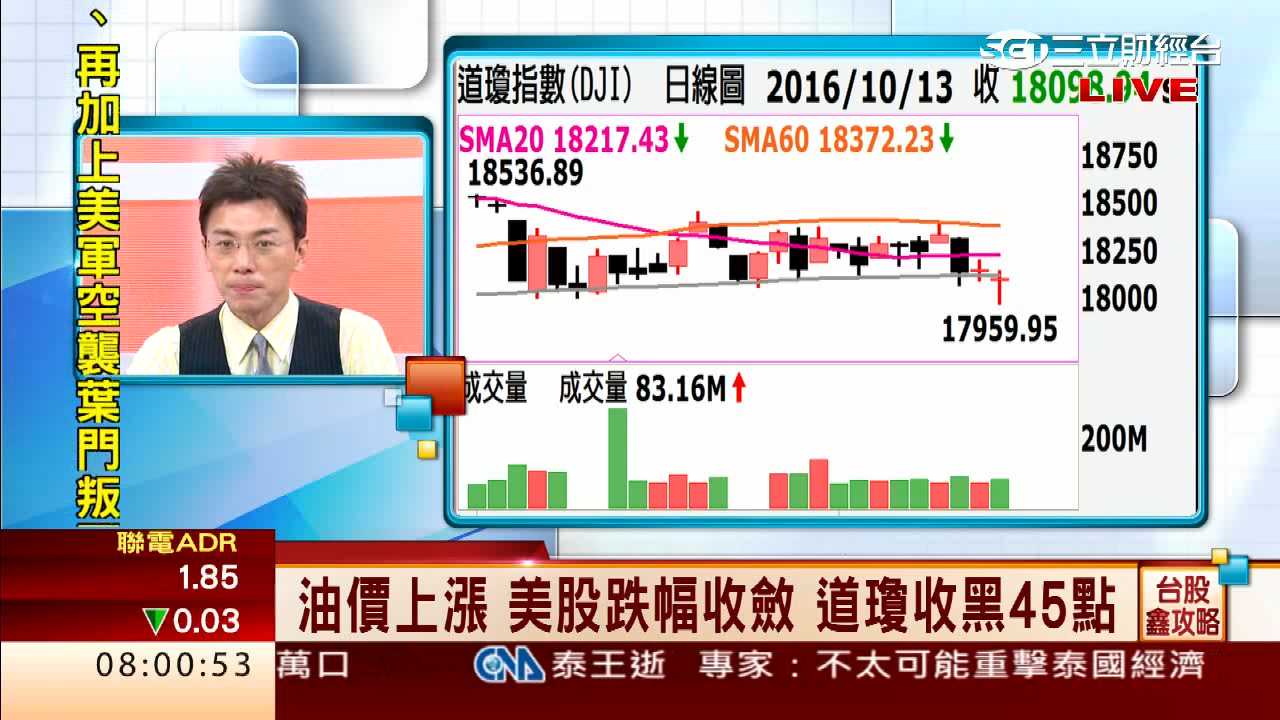 、再加上美軍空襲葉門叛
SET三立財經台
LIVE
道瓊指數(DJI) 日線圖 2016/10/13 收 18098.94s
SMA20 18217.43↓ SMA60 18372.23↓
18536.89
18750
18500
18250
18000
17959.95
成交量 成交量 83.16M↑
200M
聯電ADR
1.85
▼0.03
08:00:53
油價上漲 美股跌幅收斂 道瓊收黑45點
台股
鑫攻略
萬口 CNA 泰王逝 專家：不太可能重擊泰國經濟